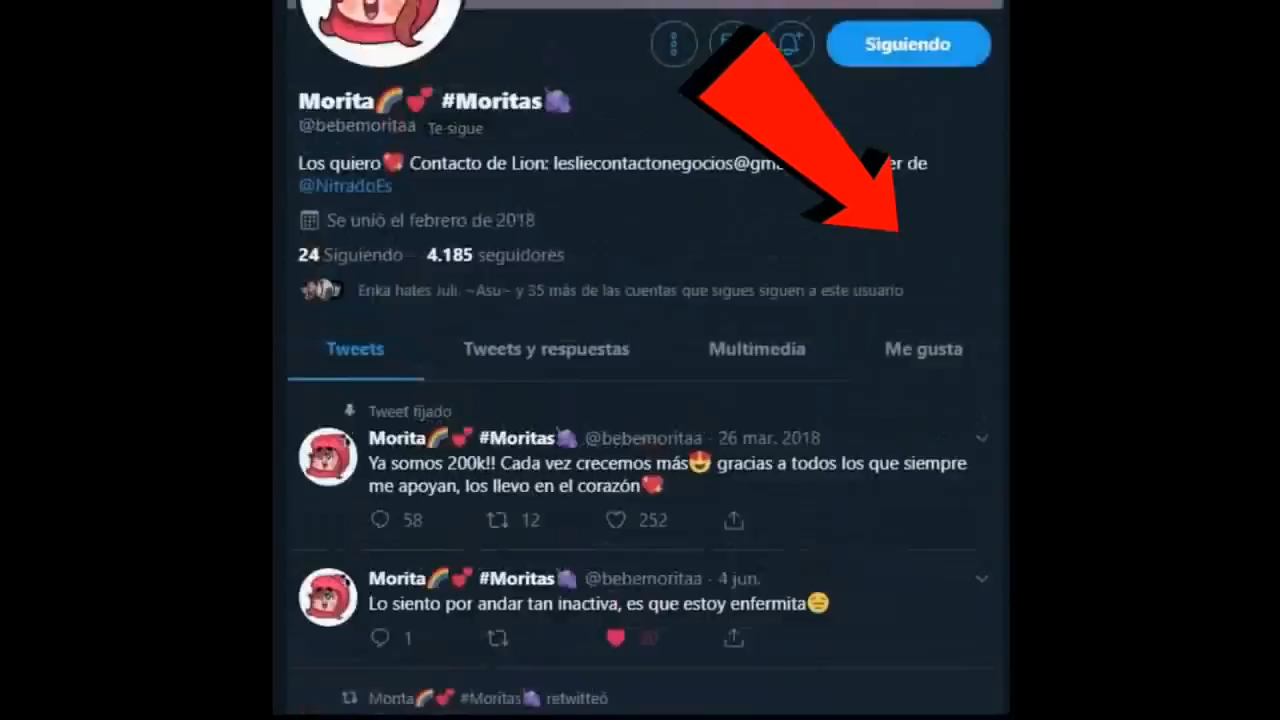 Siguiendo
Morita🌈💕 #Moritas🍇
@bebemoritaa Te sigue
Los quiero💖 Contacto de Lion: lesliecontactonegocios@gm er de
@NitradoEs
Se unió el febrero de 2018
24 Siguiendo 4.185 seguidores
Erika hates Juli, ~Asu~ y 35 más de las cuentas que sigues siguen a este usuario
Tweets Tweets y respuestas Multimedia Me gusta
Tweet fijado
Morita🌈💕 #Moritas🍇 @bebemoritaa · 26 mar. 2018
Ya somos 200k!! Cada vez crecemos más😍 gracias a todos los que siempre
me apoyan, los llevo en el corazón💖
58 12 252
Morita🌈💕 #Moritas🍇 @bebemoritaa · 4 jun.
Lo siento por andar tan inactiva, es que estoy enfermita😔
1
Morita🌈💕 #Moritas🍇 retwitteó